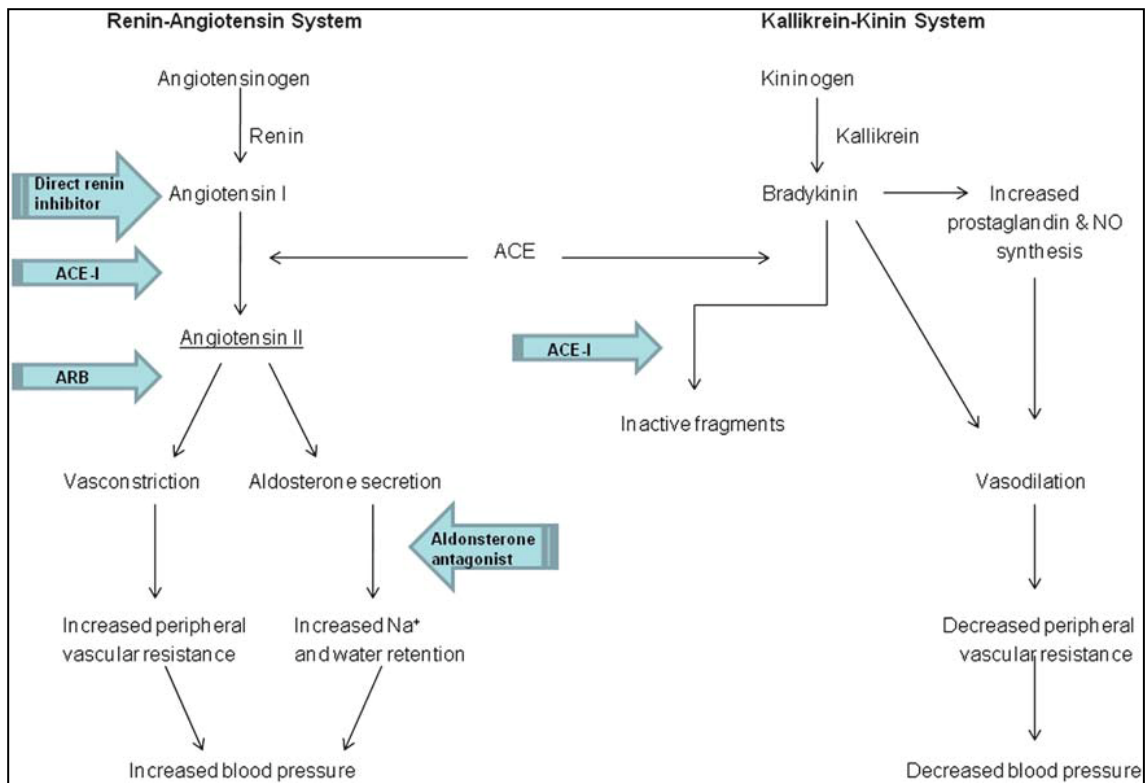 Renin-Angiotensin System
Kallikrein-Kinin System
Angiotensinogen
Kininogen
Renin
Kallikrein
Direct renin
inhibitor
Angiotensin I
Bradykinin
Increased
prostaglandin & NO
synthesis
ACE
ACE-I
Angiotensin II
ACE-I
ARB
Inactive fragments
Vasconstriction
Aldosterone secretion
Vasodilation
Aldonsterone
antagonist
Increased peripheral
vascular resistance
Increased Na+
and water retention
Decreased peripheral
vascular resistance
Increased blood pressure
Decreased blood pressure